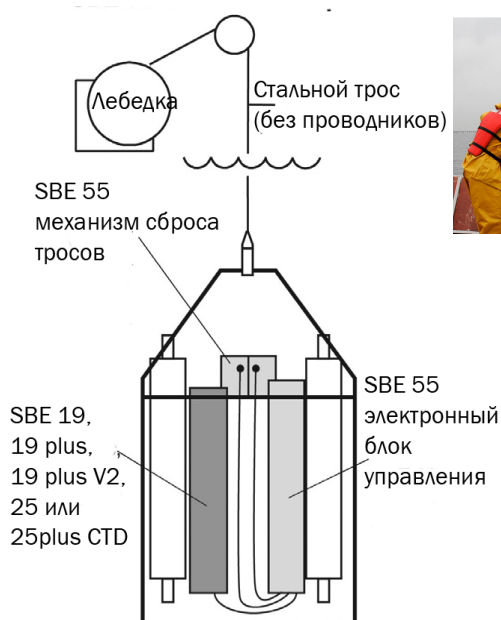 Лебедка
Стальной трос
(без проводников)
SBE 55
механизм сброса
тросов
SBE 19,
19 plus,
19 plus V2,
25 или
25plus CTD
SBE 55
электронный
блок
управления